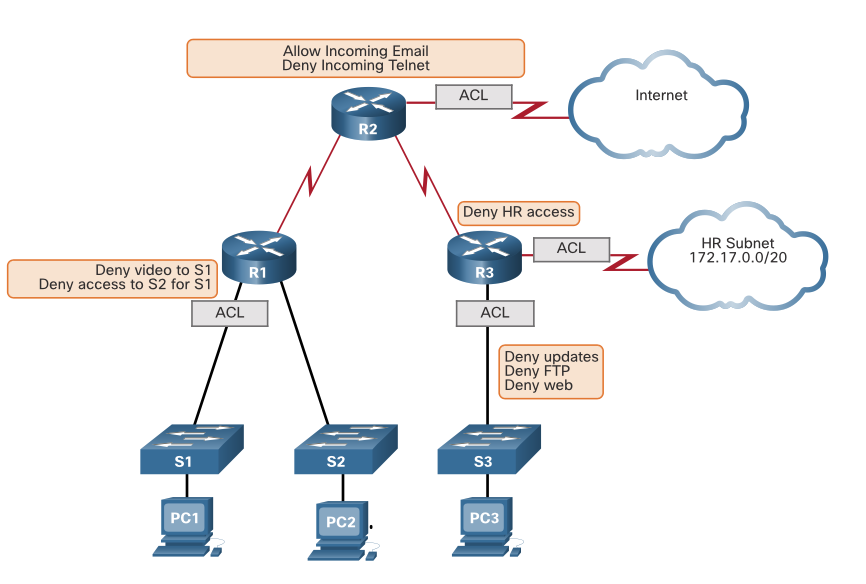 Allow Incoming Email
Deny Incoming Telnet
ACL
Internet
R2
Deny HR access
HR Subnet
172.17.0.0/20
ACL
R1
R3
Deny video to S1
Deny access to S2 for S1
ACL
ACL
Deny updates
Deny FTP
Deny web
S1
S2
S3
PC1
PC2
PC3